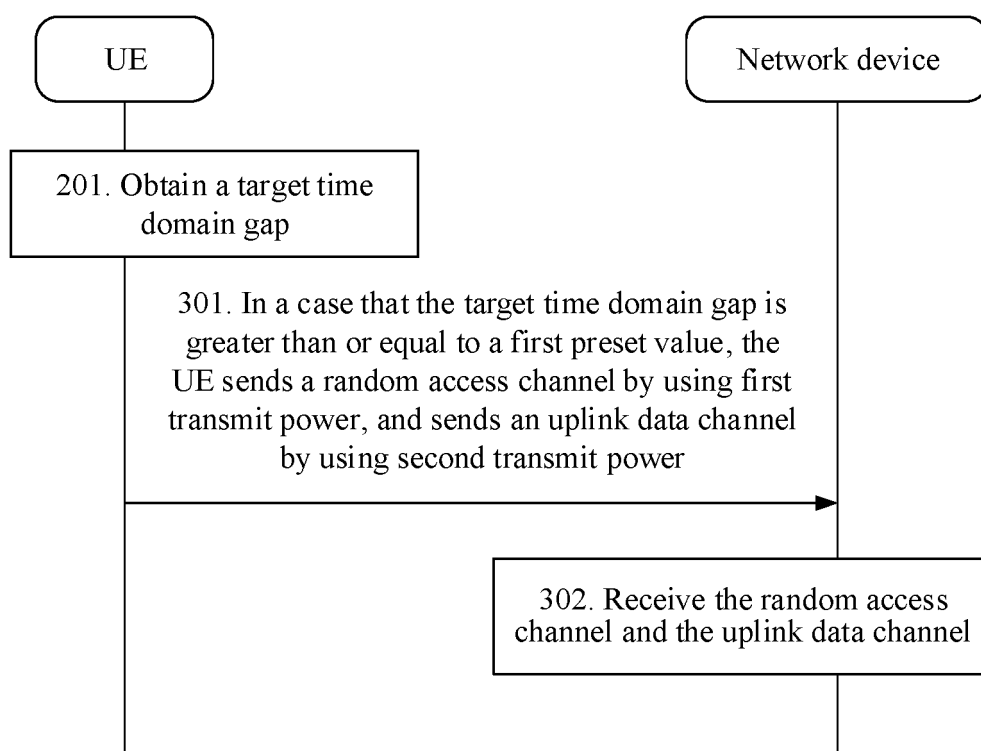 UE
Network device
201. Obtain a target time
domain gap
301. In a case that the target time domain gap is
greater than or equal to a first preset value, the
UE sends a random access channel by using first
transmit power, and sends an uplink data channel
by using second transmit power
302. Receive the random access
channel and the uplink data channel